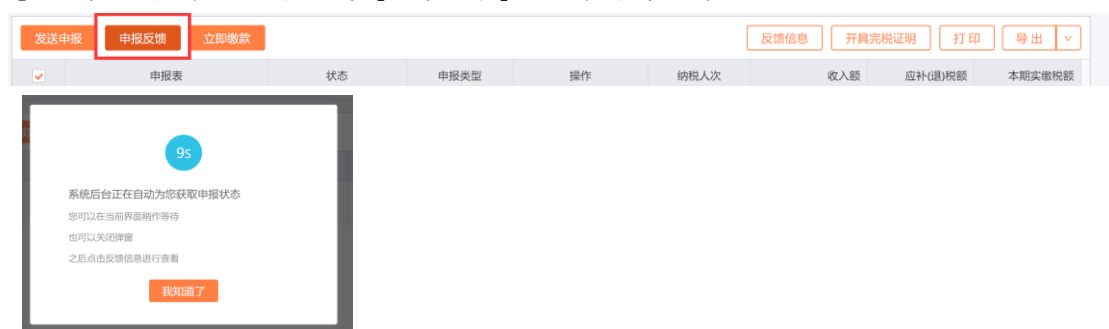 发送申报 申报反馈 立即缴款 反馈信息 开具完税证明 打印 导出
申报表 状态 申报类型 操作 纳税人次 收入额 应补(退)税额 本期实缴税额
9s
系统后台正在自动为您获取申报状态
您可以在当前界面稍作等待
也可以关闭弹窗
之后点击反馈信息进行查看
我知道了